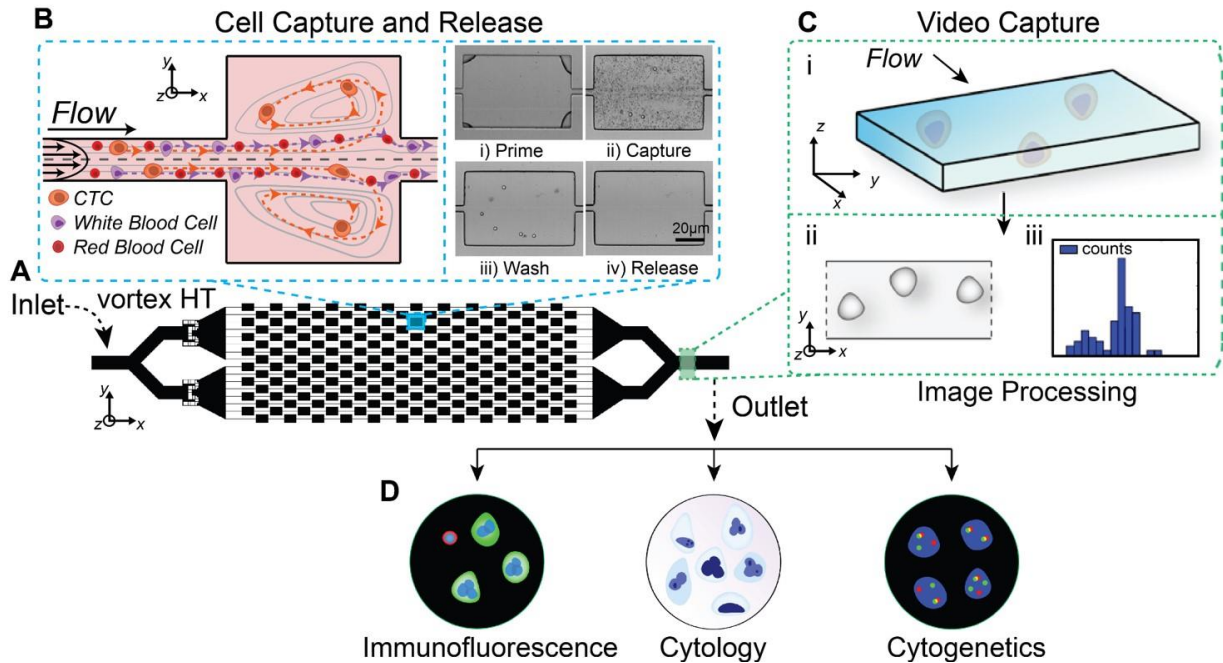 B
Cell Capture and Release
y
z
x
Flow
CTC
White Blood Cell
Red Blood Cell
i) Prime
ii) Capture
20μm
iii) Wash
iv) Release
C
Video Capture
i
Flow
z
y
x
ii
y
z
x
iii
counts
Image Processing
A
Inlet
vortex HT
y
z
x
Outlet
D
Immunofluorescence
Cytology
Cytogenetics